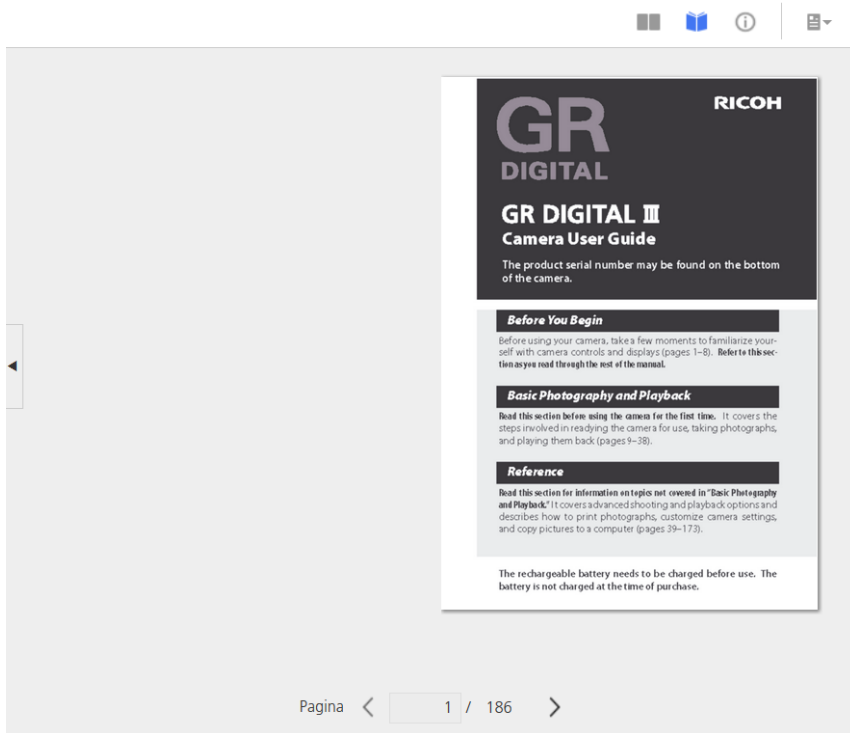 RICOH
GR
DIGITAL
GR DIGITAL III
Camera User Guide
The product serial number may be found on the bottom
of the camera.
Before You Begin
Before using your camera, take a few moments to familiarize your-
self with camera controls and displays (pages 1–8). Refer to this sec-
tion as you read through the rest of the manual.
Basic Photography and Playback
Read this section before using the camera for the first time. It covers the
steps involved in readying the camera for use, taking photographs,
and playing them back (pages 9–38).
Reference
Read this section for information on topics not covered in “Basic Photography
and Playback.” It covers advanced shooting and playback options and
describes how to print photographs, customize camera settings,
and copy pictures to a computer (pages 39–173).
The rechargeable battery needs to be charged before use. The
battery is not charged at the time of purchase.
Pagina 1 / 186